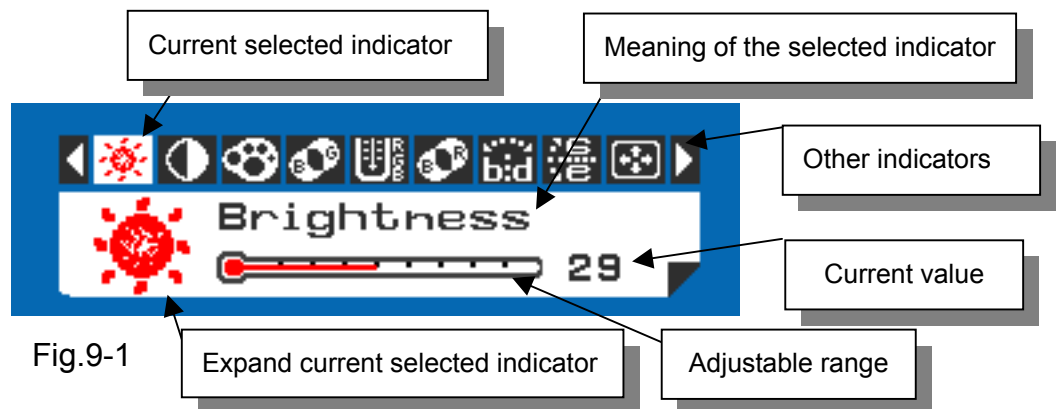 Current selected indicator
Meaning of the selected indicator
B G
R G B
B R
b:d
Other indicators
Brightness
29
Current value
Fig.9-1
Expand current selected indicator
Adjustable range